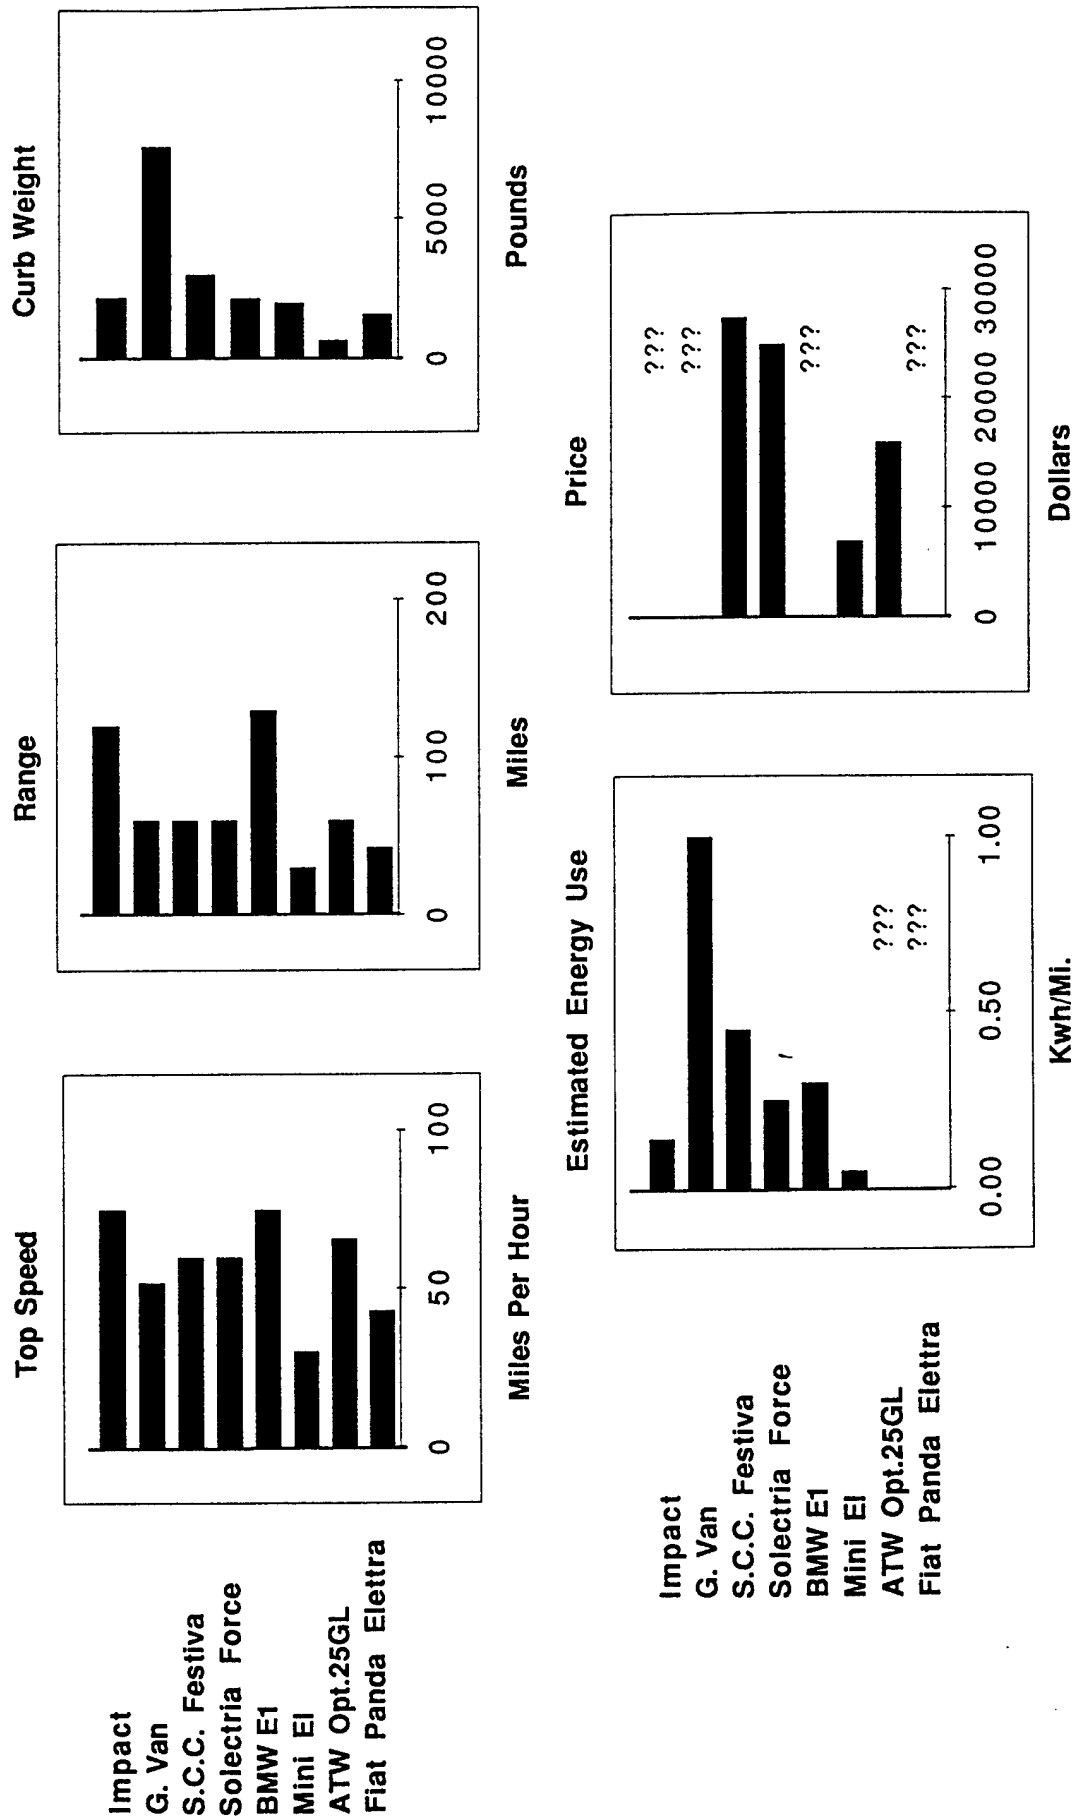 Top Speed
Range
Curb Weight
Impact
G. Van
S.C.C. Festiva
Solectria Force
BMW E1
Mini El
ATW Opt.25GL
Fiat Panda Elettra
0 50 100
0 100 200
0 5000 10000
Miles Per Hour
Miles
Pounds
Estimated Energy Use
Price
Impact
G. Van
S.C.C. Festiva
Solectria Force
BMW E1
Mini El
ATW Opt.25GL
Fiat Panda Elettra
???
???
???
???
???
???
0.00 0.50 1.00
0 10000 20000 30000
Kwh/Mi.
Dollars